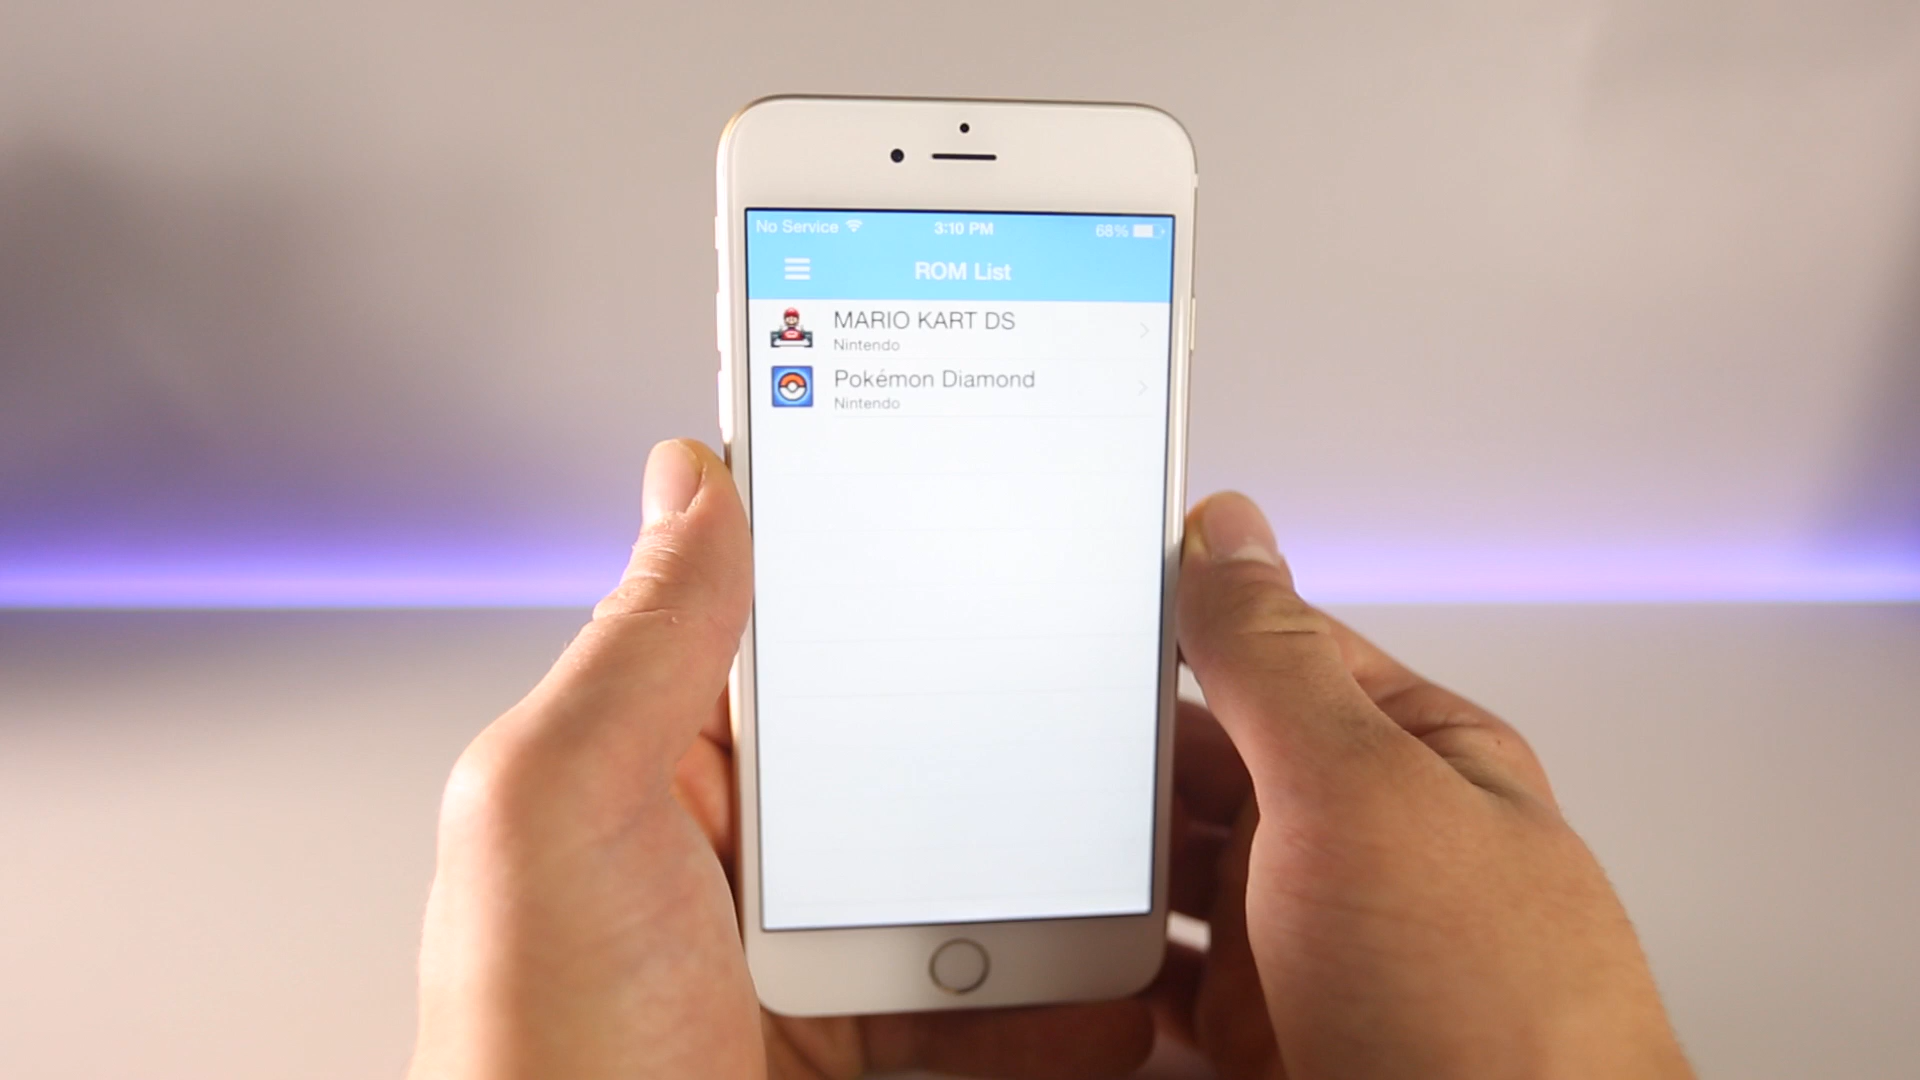 No Service 3:10 PM 68%
ROM List
MARIO KART DS
Nintendo
Pokémon Diamond
Nintendo